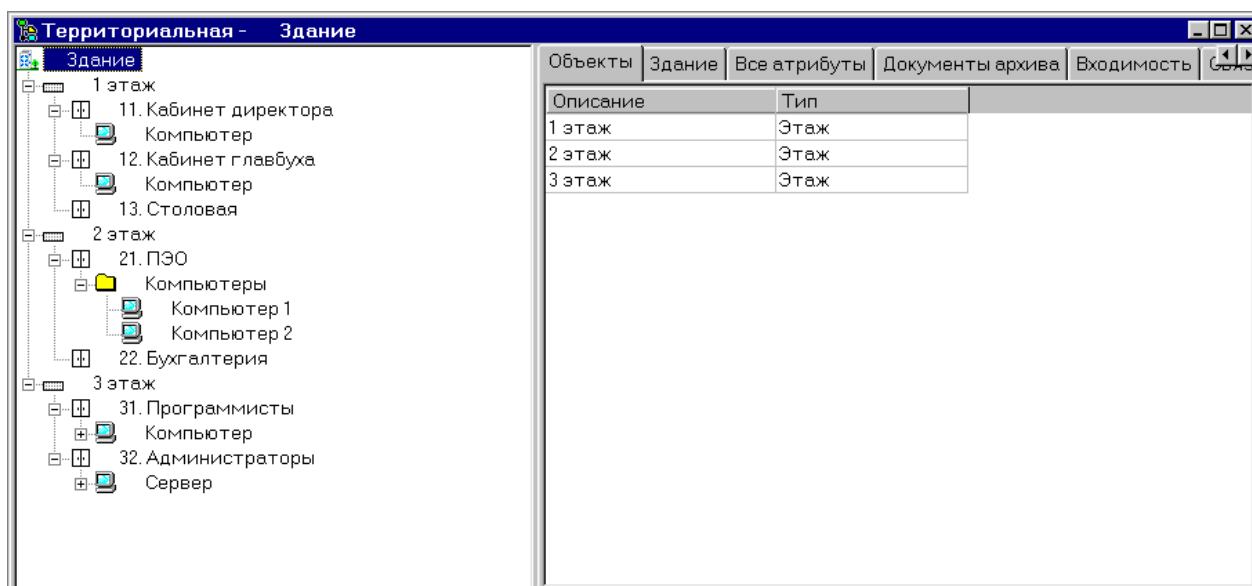 Территориальная - Здание
Здание
1 этаж
11. Кабинет директора
Компьютер
12. Кабинет главбуха
Компьютер
13. Столовая
2 этаж
21. ПЭО
Компьютеры
Компьютер 1
Компьютер 2
22. Бухгалтерия
3 этаж
31. Программисты
Компьютер
32. Администраторы
Сервер
Объекты Здание Все атрибуты Документы архива Входимость
Описание Тип
1 этаж Этаж
2 этаж Этаж
3 этаж Этаж